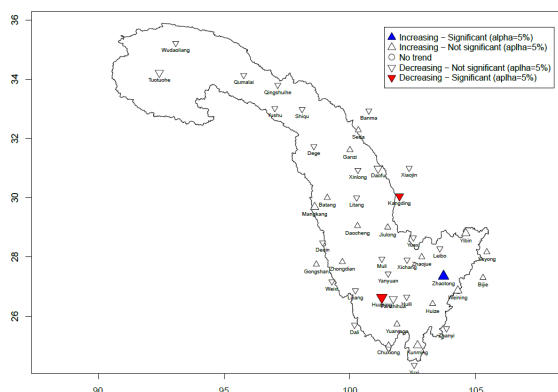 Increasing − Significant (aplha=5%)
Increasing − Not significant (aplha=5%)
No trend
Decreasing − Not significant (aplha=5%)
Decreasing − Significant (aplha=5%)
36
34
32
30
28
26
90
95
100
105
Wudaoliang
Tuotuohe
Qumalai
Qingshuihe
Yushu
Shiqu
Banma
Seda
Dege
Ganzi
Xinlong
Daofu
Xiaojin
Batang
Mangkang
Litang
Kangding
Daocheng
Jiulong
Yibin
Deqin
Leibo
Gongshan
Zhongdian
Muli
Xichang
Zhaojue
Zhaotong
Bijie
Yanyuan
Weixi
Lijiang
Huili
Huize
Weining
Dali
Yuanmou
Zhanyi
Chuxiong
Kunming
Yuxi